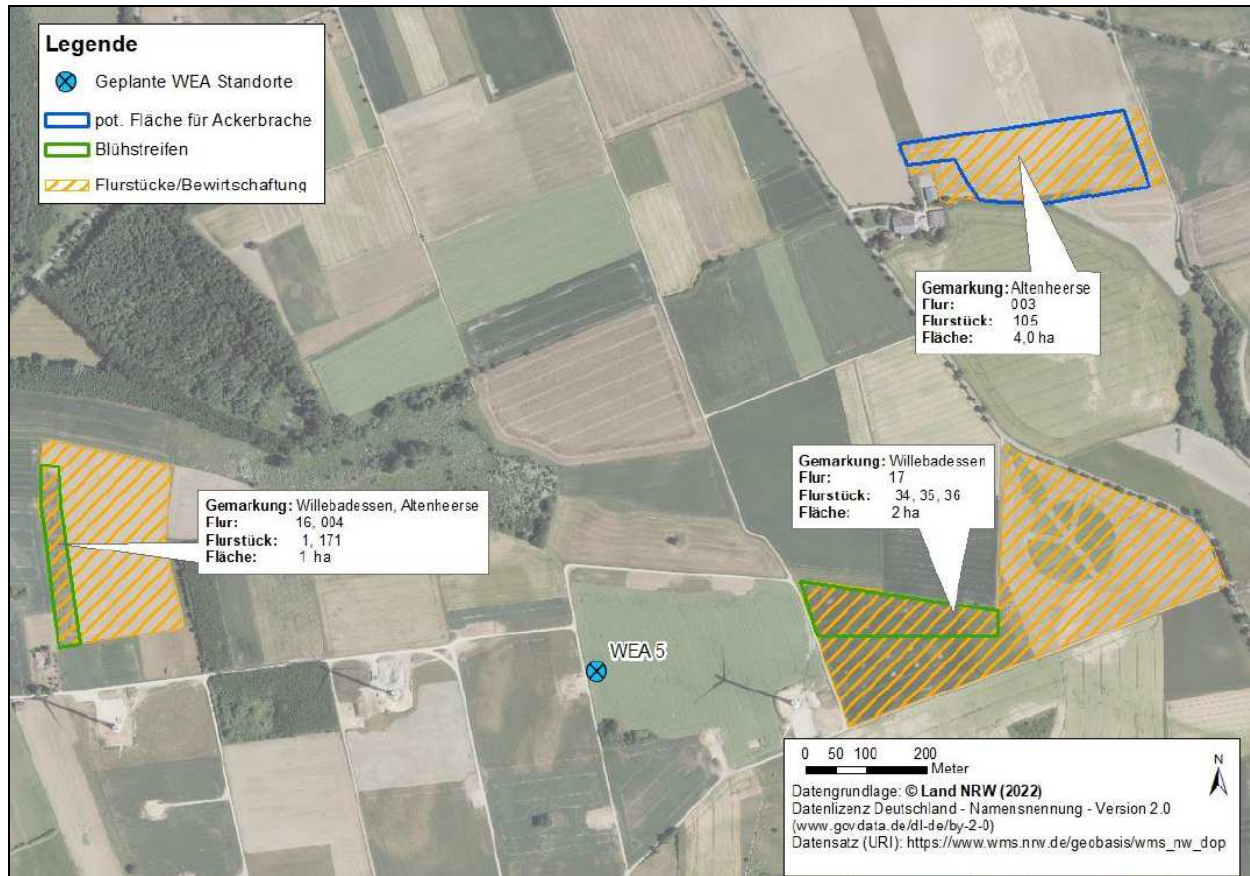 Legende
Geplante WEA Standorte
pot. Fläche für Ackerbrache
Blühstreifen
Flurstücke/Bewirtschaftung
Gemarkung: Altenheerse
Flur: 003
Flurstück: 105
Fläche: 4,0 ha
Gemarkung: Willebadessen
Flur: 17
Flurstück: 34, 35, 36
Fläche: 2 ha
Gemarkung: Willebadessen, Altenheerse
Flur: 16, 004
Flurstück: 1, 171
Fläche: 1 ha
WEA 5
0 50 100 200
Meter
N
Datengrundlage: © Land NRW (2022)
Datenlizenz Deutschland - Namensnennung - Version 2.0
(www.govdata.de/dl-de/by-2-0)
Datensatz (URI): https://www.wms.nrw.de/geobasis/wms_nw_dop